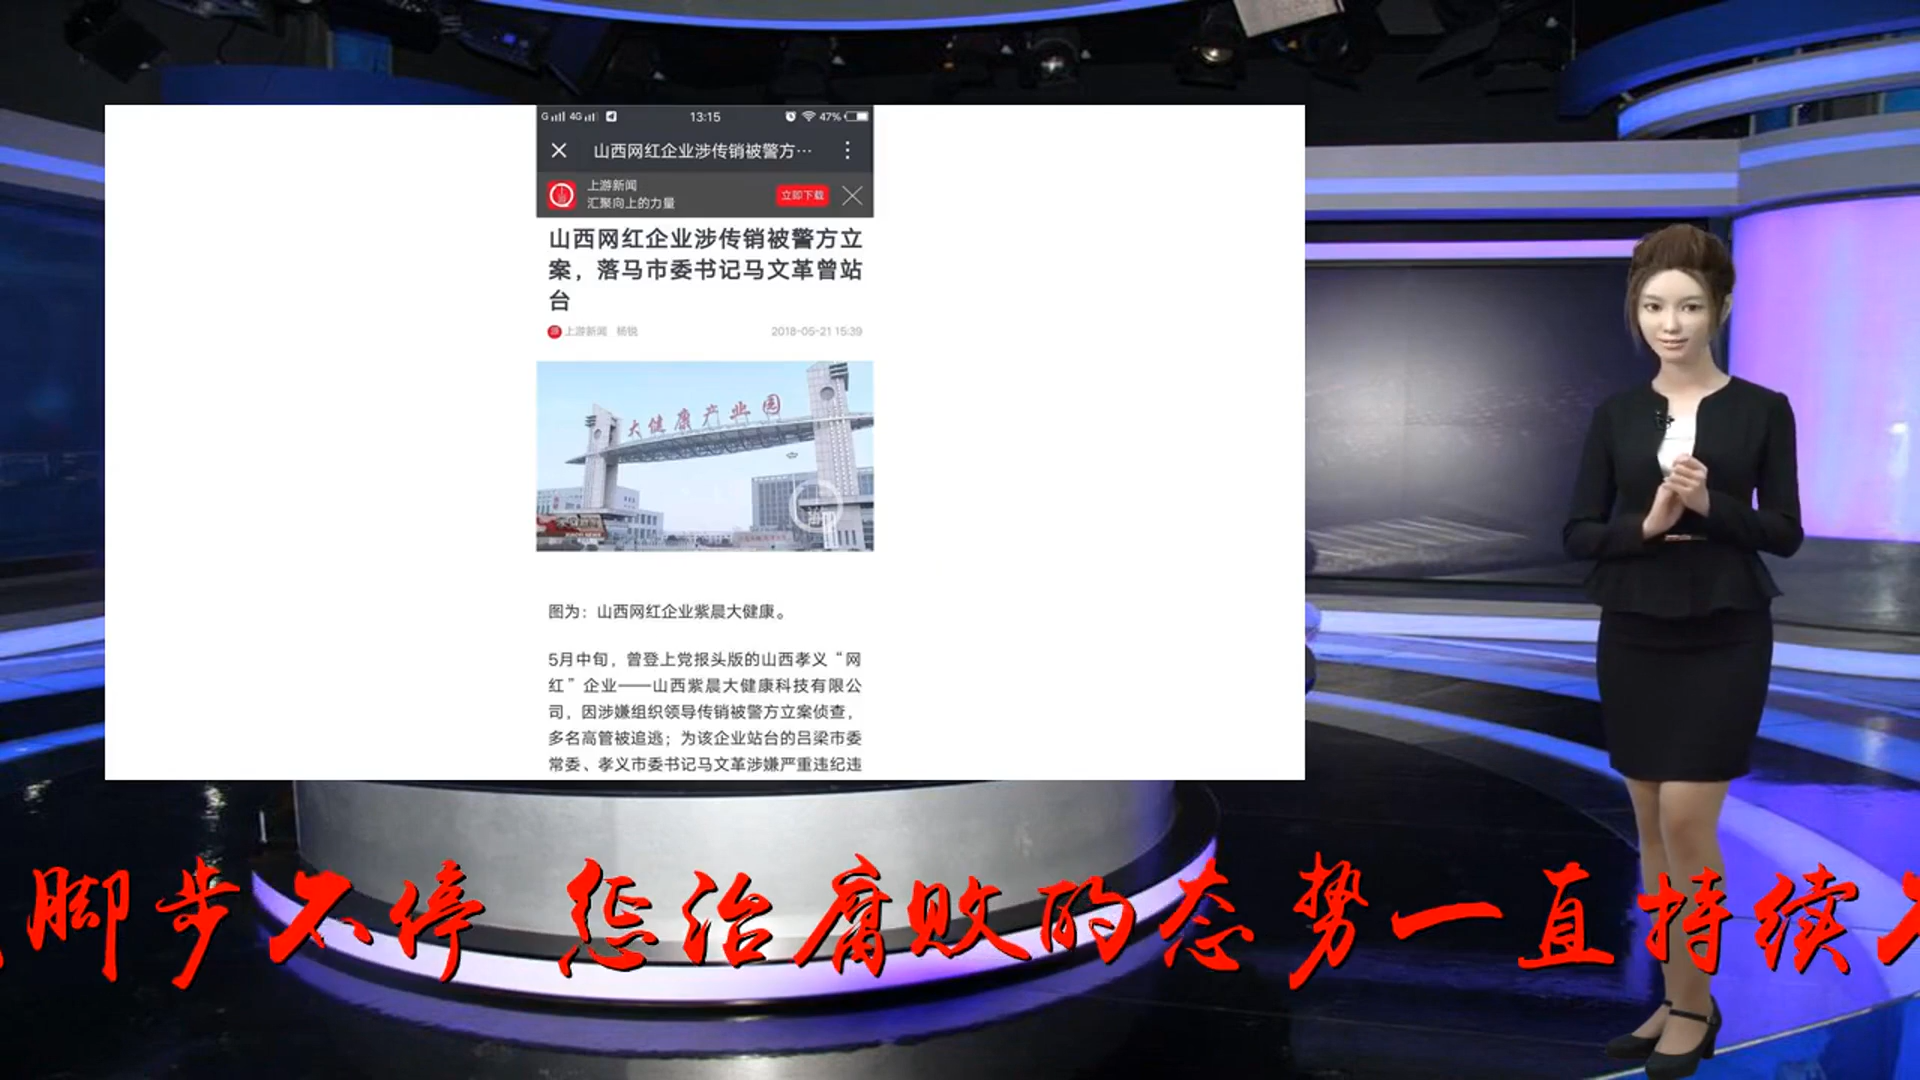 G 4G 13:15 47%
山西网红企业涉传销被警方…
上游新闻
汇聚向上的力量
立即下载
山西网红企业涉传销被警方立
案，落马市委书记马文革曾站
台
上游新闻 杨锐 2018-05-21 15:39
大健康产业园
图为：山西网红企业紫晨大健康。
5月中旬，曾登上党报头版的山西孝义“网
红”企业——山西紫晨大健康科技有限公
司，因涉嫌组织领导传销被警方立案侦查，
多名高管被追逃；为该企业站台的吕梁市委
常委、孝义市委书记马文革涉嫌严重违纪违
脚步不停 惩治腐败的态势一直持续